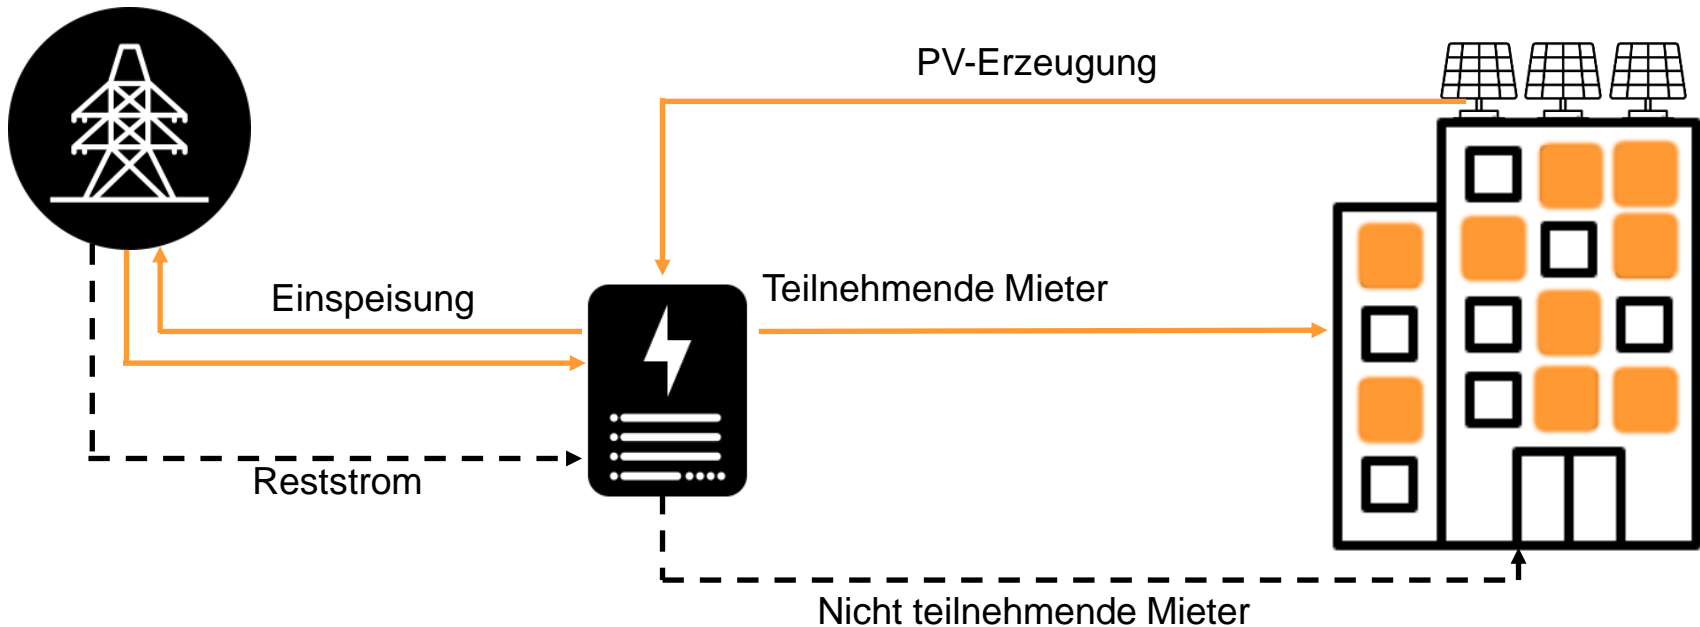 PV-Erzeugung
Einspeisung
Teilnehmende Mieter
Reststrom
Nicht teilnehmende Mieter